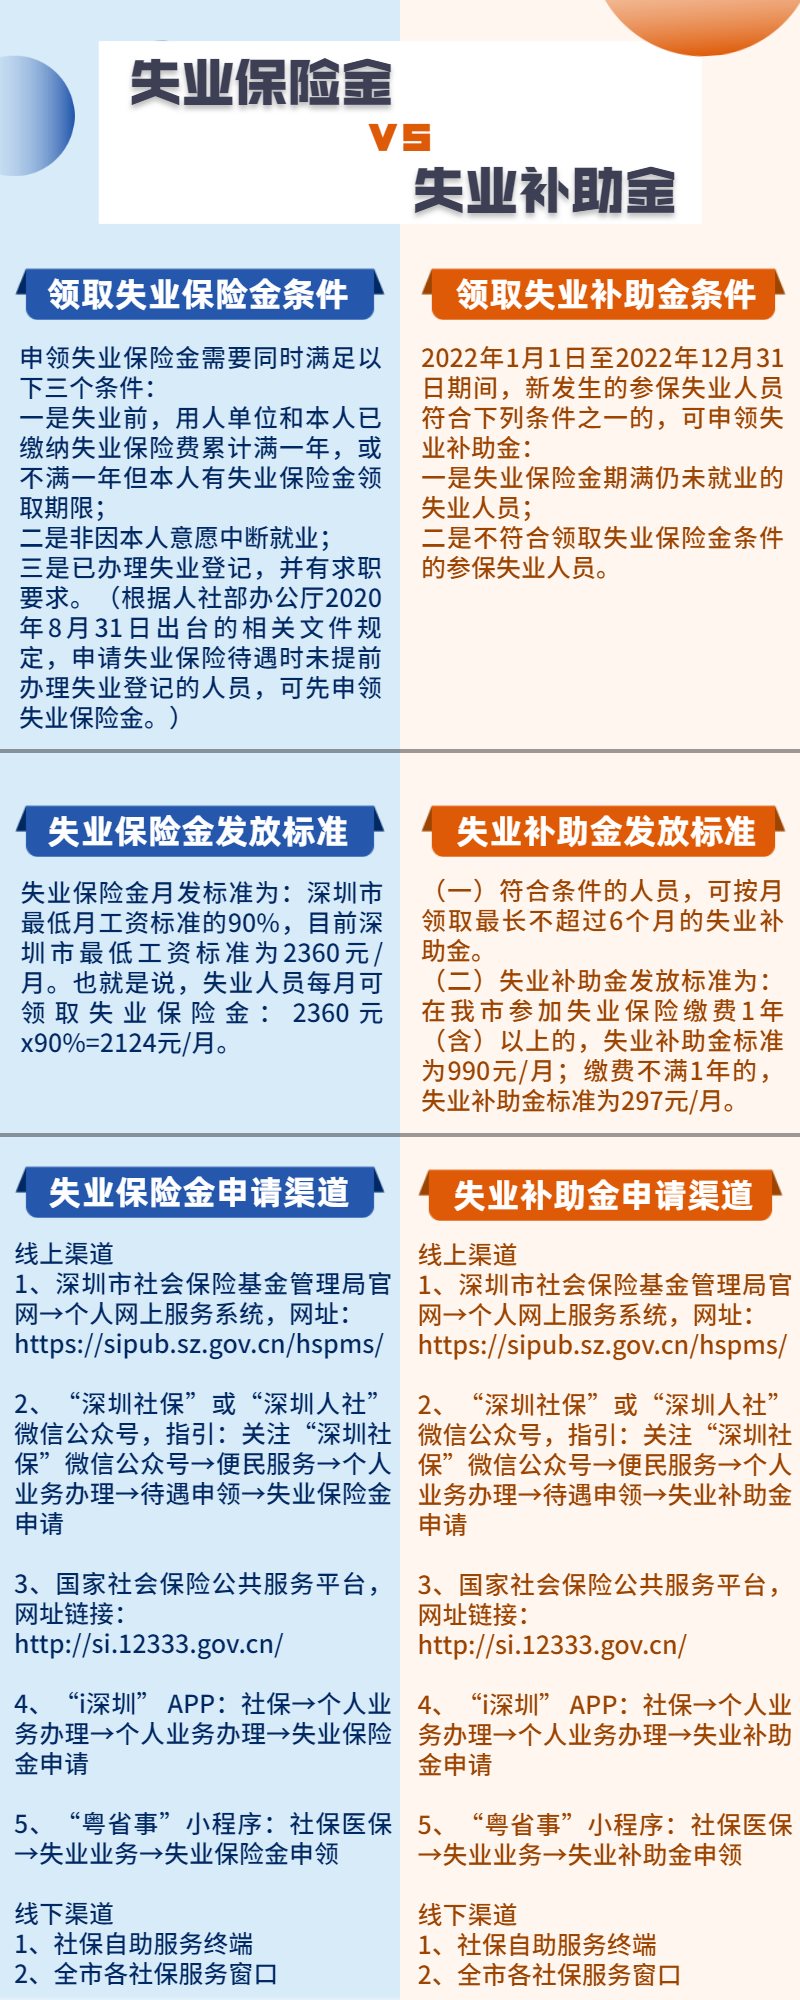 失业保险金
VS
失业补助金
领取失业保险金条件
申领失业保险金需要同时满足以
下三个条件：
一是失业前，用人单位和本人已
缴纳失业保险费累计满一年，或
不满一年但本人有失业保险金领
取期限；
二是非因本人意愿中断就业；
三是已办理失业登记，并有求职
要求。（根据人社部办公厅2020
年8月31日出台的相关文件规
定，申请失业保险待遇时未提前
办理失业登记的人员，可先申领
失业保险金。）
领取失业补助金条件
2022年1月1日至2022年12月31
日期间，新发生的参保失业人员
符合下列条件之一的，可申领失
业补助金：
一是失业保险金期满仍未就业的
失业人员；
二是不符合领取失业保险金条件
的参保失业人员。
失业保险金发放标准
失业保险金月发标准为：深圳市
最低月工资标准的90%，目前深
圳市最低工资标准为2360元/
月。也就是说，失业人员每月可
领取失业保险金：2360元
x90%=2124元/月。
失业补助金发放标准
（一）符合条件的人员，可按月
领取最长不超过6个月的失业补
助金。
（二）失业补助金发放标准为：
在我市参加失业保险缴费1年
（含）以上的，失业补助金标准
为990元/月；缴费不满1年的，
失业补助金标准为297元/月。
失业保险金申请渠道
线上渠道
1、深圳市社会保险基金管理局官
网→个人网上服务系统，网址：
https://sipub.sz.gov.cn/hspms/
2、“深圳社保”或“深圳人社”
微信公众号，指引：关注“深圳社
保”微信公众号→便民服务→个人
业务办理→待遇申领→失业保险金
申请
3、国家社会保险公共服务平台，
网址链接：
http://si.12333.gov.cn/
4、“i深圳” APP：社保→个人业
务办理→个人业务办理→失业保险
金申请
5、“粤省事”小程序：社保医保
→失业业务→失业保险金申领
线下渠道
1、社保自助服务终端
2、全市各社保服务窗口
失业补助金申请渠道
线上渠道
1、深圳市社会保险基金管理局官
网→个人网上服务系统，网址：
https://sipub.sz.gov.cn/hspms/
2、“深圳社保”或“深圳人社”
微信公众号，指引：关注“深圳社
保”微信公众号→便民服务→个人
业务办理→待遇申领→失业补助金
申请
3、国家社会保险公共服务平台，
网址链接：
http://si.12333.gov.cn/
4、“i深圳” APP：社保→个人业
务办理→个人业务办理→失业补助
金申请
5、“粤省事”小程序：社保医保
→失业业务→失业补助金申领
线下渠道
1、社保自助服务终端
2、全市各社保服务窗口